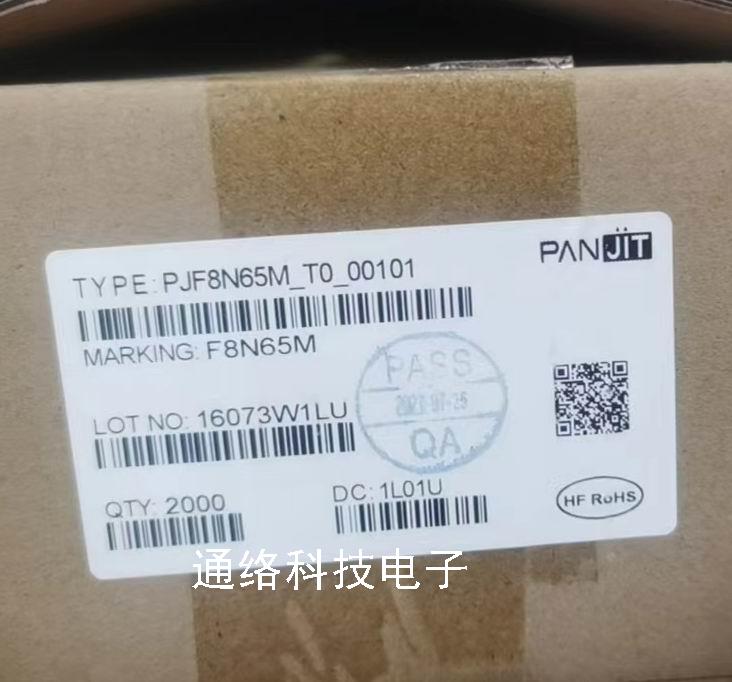 PANJIT
TYPE: PJF8N65M_T0_00101
MARKING: F8N65M
PASS
LOT NO: 16073W1LU
QA
QTY: 2000
DC: 1L01U
HF RoHS
通络科技电子